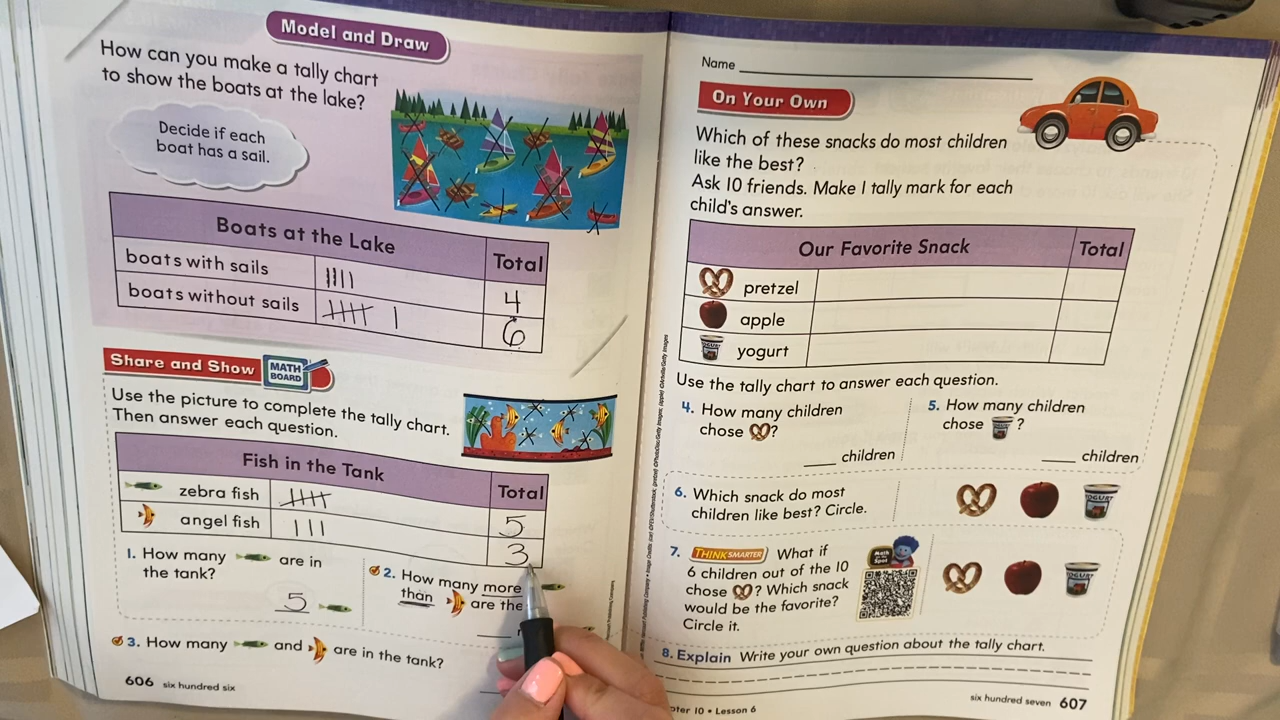 Model and Draw
How can you make a tally chart
to show the boats at the lake?
Decide if each
boat has a sail.
Boats at the Lake Total
boats with sails 4
boats without sails 6
Share and Show MATH BOARD
Use the picture to complete the tally chart.
Then answer each question.
Fish in the Tank Total
zebra fish 5
angel fish 3
1. How many are in
the tank?
5
2. How many more
than are the
3. How many and are in the tank?
606 six hundred six
Name
On Your Own
Which of these snacks do most children
like the best?
Ask 10 friends. Make 1 tally mark for each
child's answer.
Our Favorite Snack Total
pretzel
apple
yogurt
Use the tally chart to answer each question.
4. How many children
chose ?
children
5. How many children
chose ?
children
6. Which snack do most
children like best? Circle.
YOGURT
7. THINK SMARTER What if
6 children out of the 10
chose ? Which snack
would be the favorite?
Circle it.
Math on the Spot
8. Explain Write your own question about the tally chart.
Lesson 6
six hundred seven 607